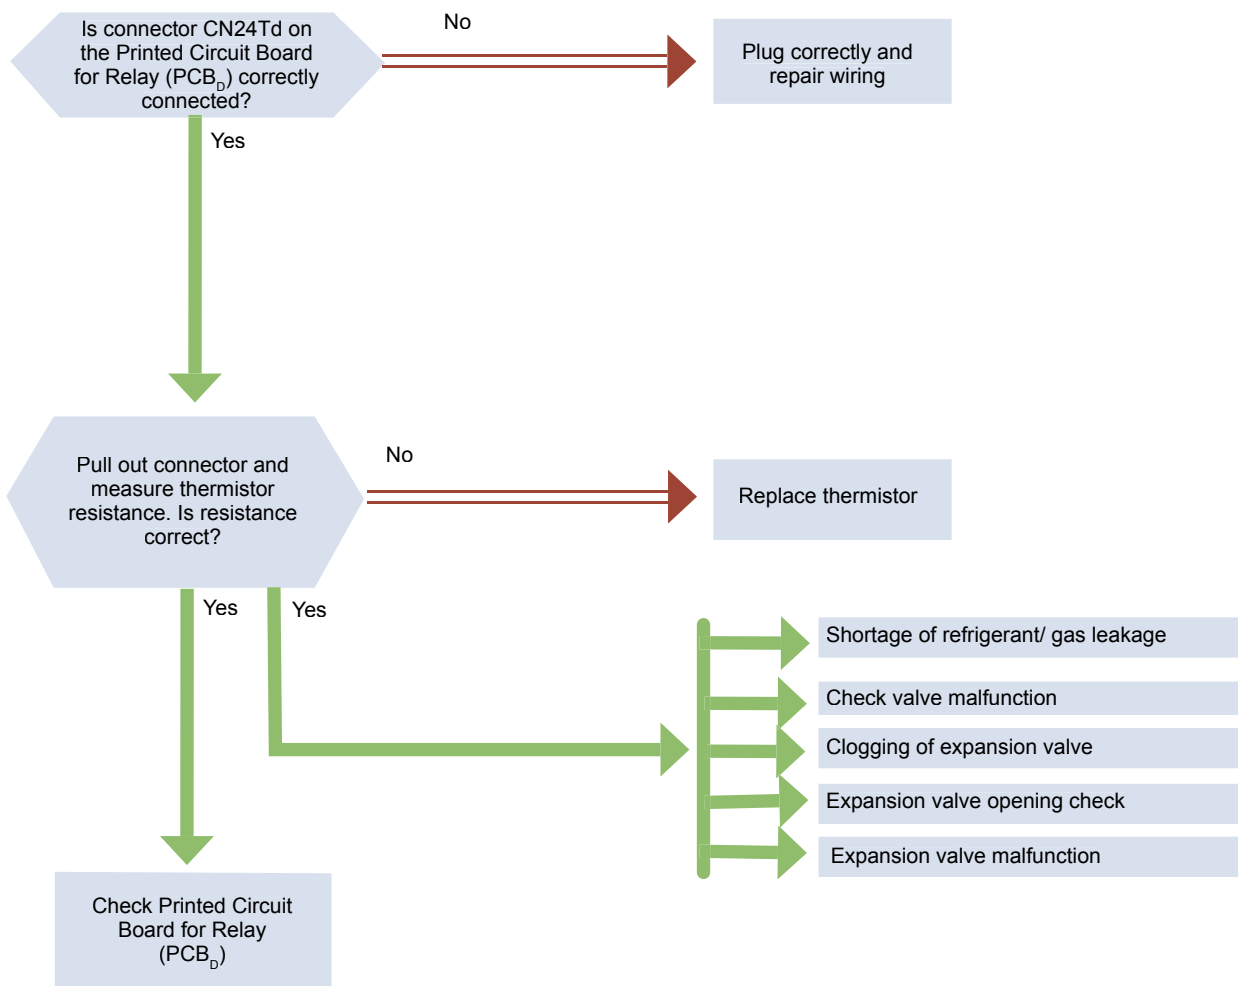 Is connector CN24Td on
the Printed Circuit Board
for Relay (PCBD) correctly
connected?
No
Plug correctly and
repair wiring
Yes
Pull out connector and
measure thermistor
resistance. Is resistance
correct?
No
Replace thermistor
Yes
Yes
Shortage of refrigerant/ gas leakage
Check valve malfunction
Clogging of expansion valve
Expansion valve opening check
Expansion valve malfunction
Check Printed Circuit
Board for Relay
(PCBD)